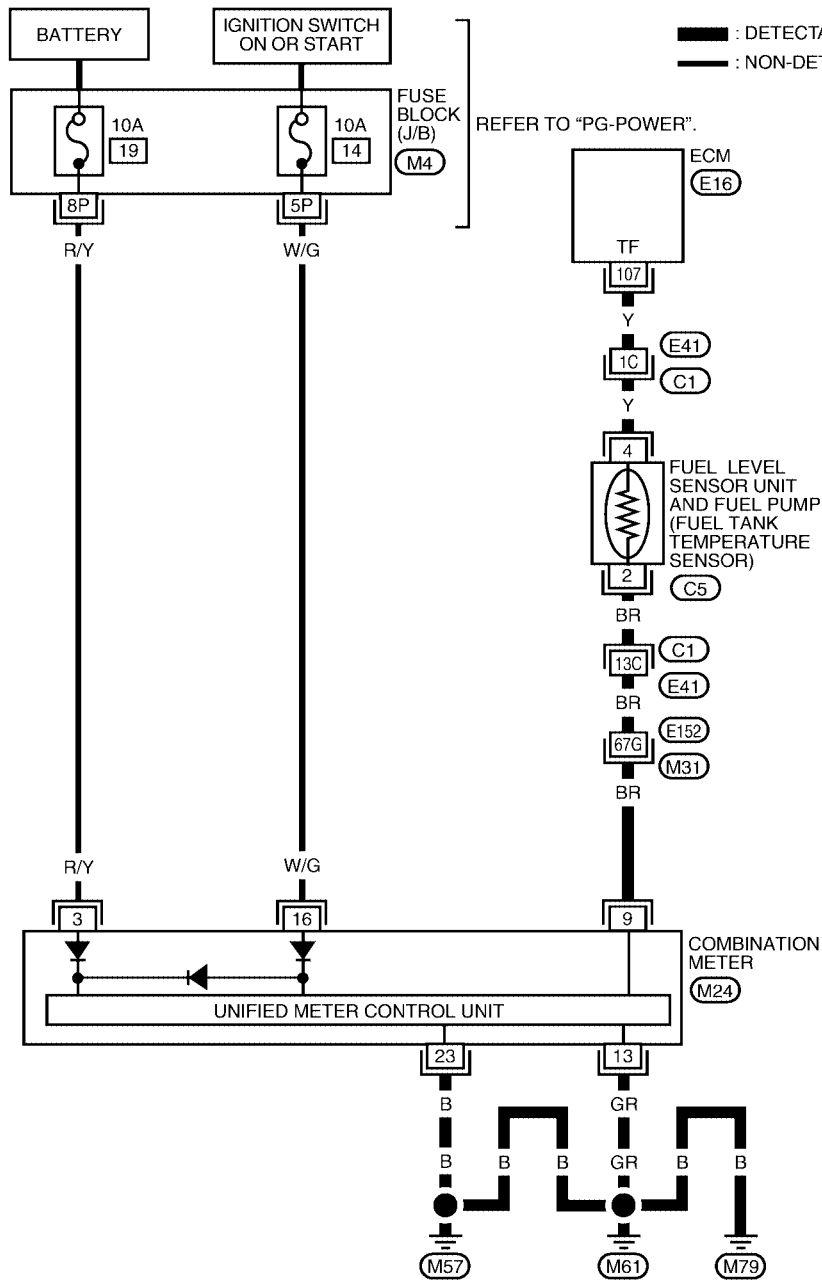 BATTERY
IGNITION SWITCH
ON OR START
: DETECTA
: NON-DET
10A
19
10A
14
FUSE
BLOCK
(J/B)
M4
REFER TO “PG-POWER”.
8P
5P
R/Y
W/G
ECM
E16
TF
107
Y
1C
E41
C1
Y
4
FUEL LEVEL
SENSOR UNIT
AND FUEL PUMP
(FUEL TANK
TEMPERATURE
SENSOR)
2
C5
BR
13C
C1
E41
BR
67G
E152
M31
BR
R/Y
W/G
3
16
9
COMBINATION
METER
M24
UNIFIED METER CONTROL UNIT
23
13
B
GR
B
B
B
GR
B
B
M57
M61
M79